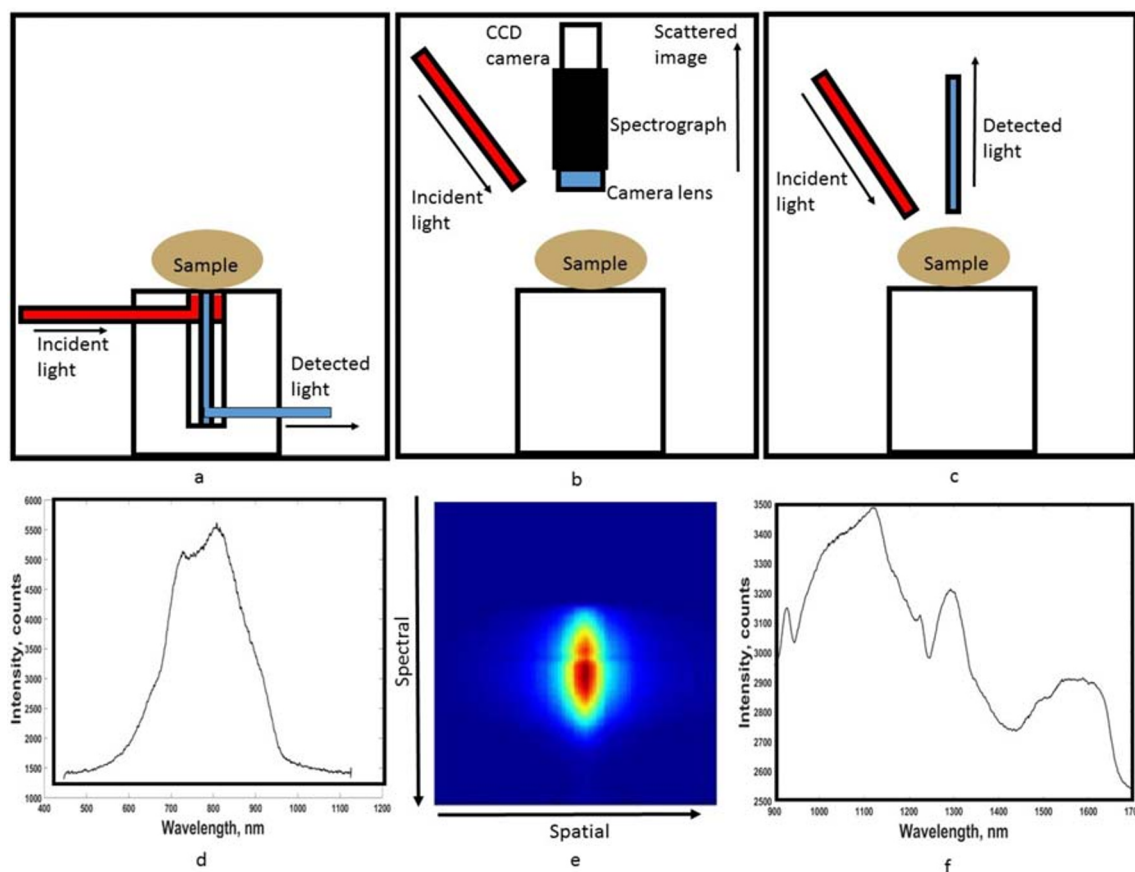 Sample
Incident
light
Detected
light
a
CCD
camera
Scattered
image
Spectrograph
Incident
light
Camera lens
Sample
b
Detected
light
Incident
light
Sample
c
6000
5500
5000
4500
4000
3500
3000
2500
2000
1500
1000
Intensity, counts
400 500 600 700 800 900 1000 1100 1200
Wavelength, nm
d
Spectral
Spatial
e
3500
3400
3300
3200
3100
3000
2900
2800
2700
2600
2500
Intensity, counts
900 1000 1100 1200 1300 1400 1500 1600 170
Wavelength, nm
f